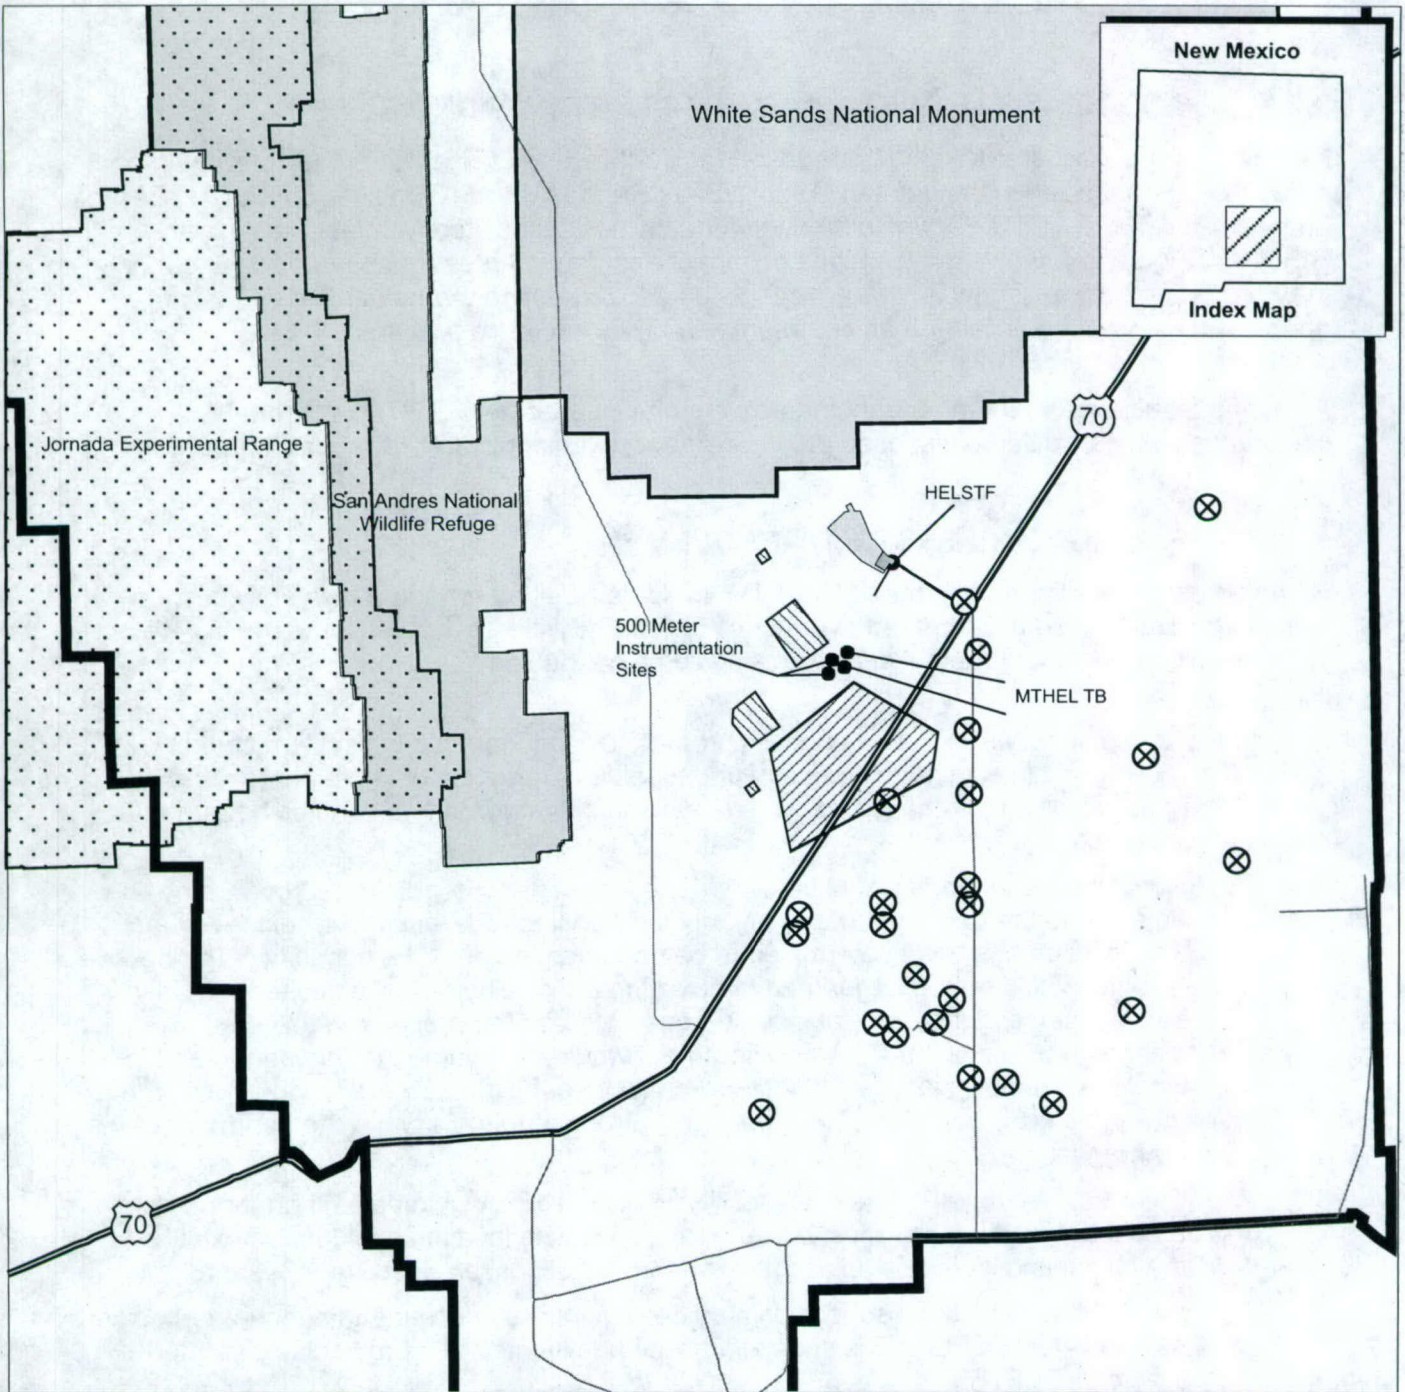 New Mexico
White Sands National Monument
Index Map
70
Jornada Experimental Range
San Andres National
Wildlife Refuge
HELSTF
500 Meter
Instrumentation
Sites
MTHEL TB
70